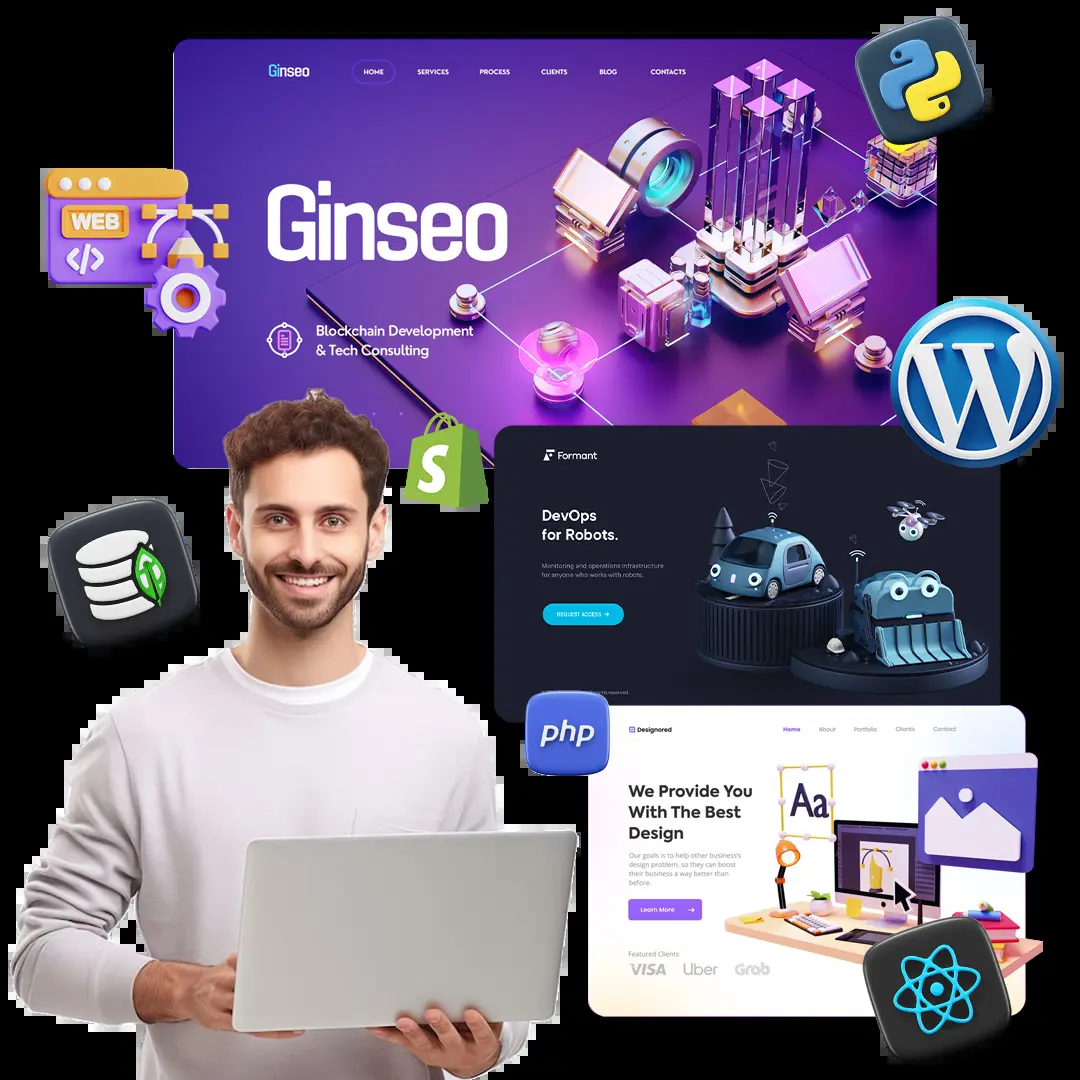 Ginseo
HOME
SERVICES
PROCESS
CLIENTS
BLOG
CONTACTS
WEB
</>
Ginseo
Blockchain Development
& Tech Consulting
W
S
Formant
DevOps
for Robots.
Monitoring and operations infrastructure
for anyone who works with robots.
REQUEST ACCESS →
reserved.
php
Designored
Home
About
Portfolio
Clients
Contact
We Provide You
With The Best
Design
Aa
Our goals is to help other business's
design problem, so they can boost
their business a way better than
before.
Learn More →
Featured Clients
VISA Uber Grab